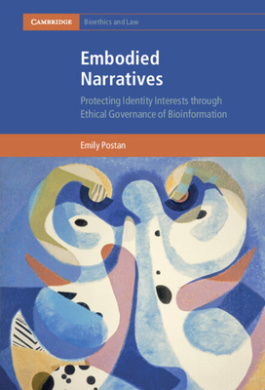 CAMBRIDGE
Bioethics and Law
Embodied
Narratives
Protecting Identity Interests through
Ethical Governance of Bioinformation
Emily Postan